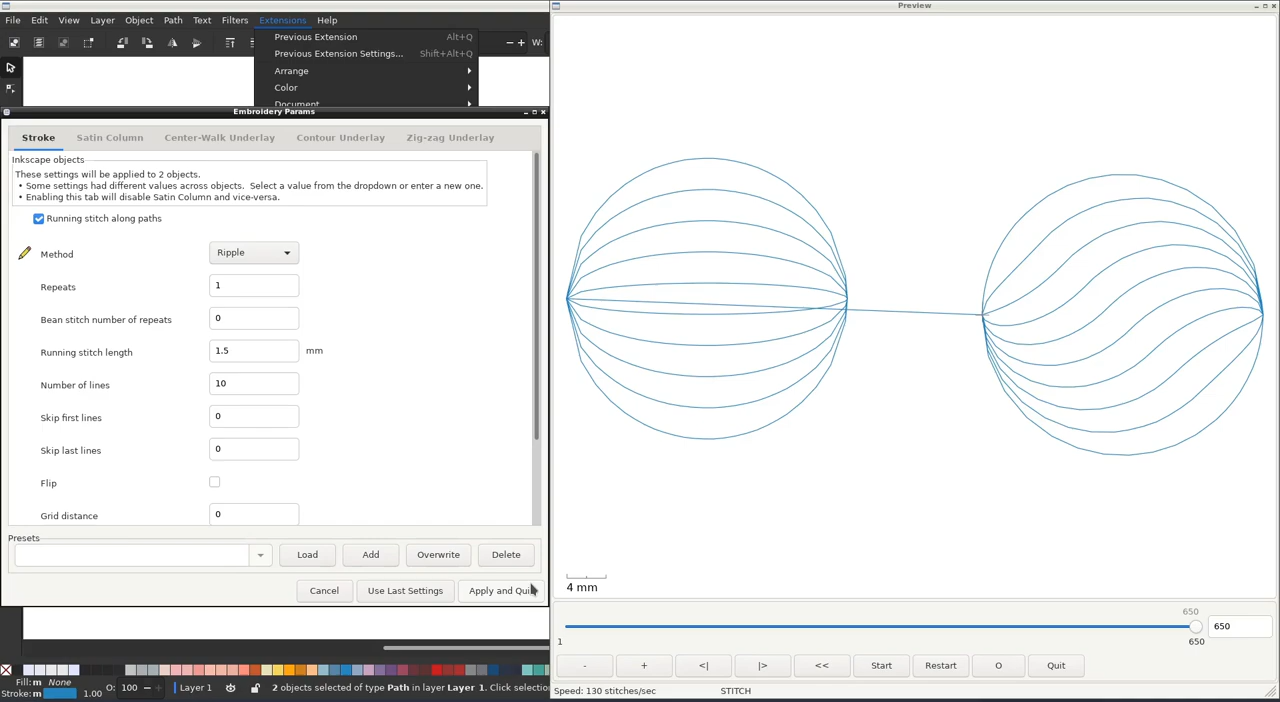 File Edit View Layer Object Path Text Filters Extensions Help
Previous Extension Alt+Q
Previous Extension Settings... Shift+Alt+Q
Arrange
Color
Document
W:
Embroidery Params
Stroke Satin Column Center-Walk Underlay Contour Underlay Zig-zag Underlay
Inkscape objects
These settings will be applied to 2 objects.
• Some settings had different values across objects.  Select a value from the dropdown or enter a new one.
• Enabling this tab will disable Satin Column and vice-versa.
Running stitch along paths
Method Ripple
Repeats 1
Bean stitch number of repeats 0
Running stitch length 1.5 mm
Number of lines 10
Skip first lines 0
Skip last lines 0
Flip
Grid distance 0
Presets
Load Add Overwrite Delete
Cancel Use Last Settings Apply and Qui
Fill: m None
Stroke: m 1.00 O: 100 Layer 1 2 objects selected of type Path in layer Layer 1. Click selectio
Preview
4 mm
650
650
1 650
- + <| |> << Start Restart O Quit
Speed: 130 stitches/sec STITCH